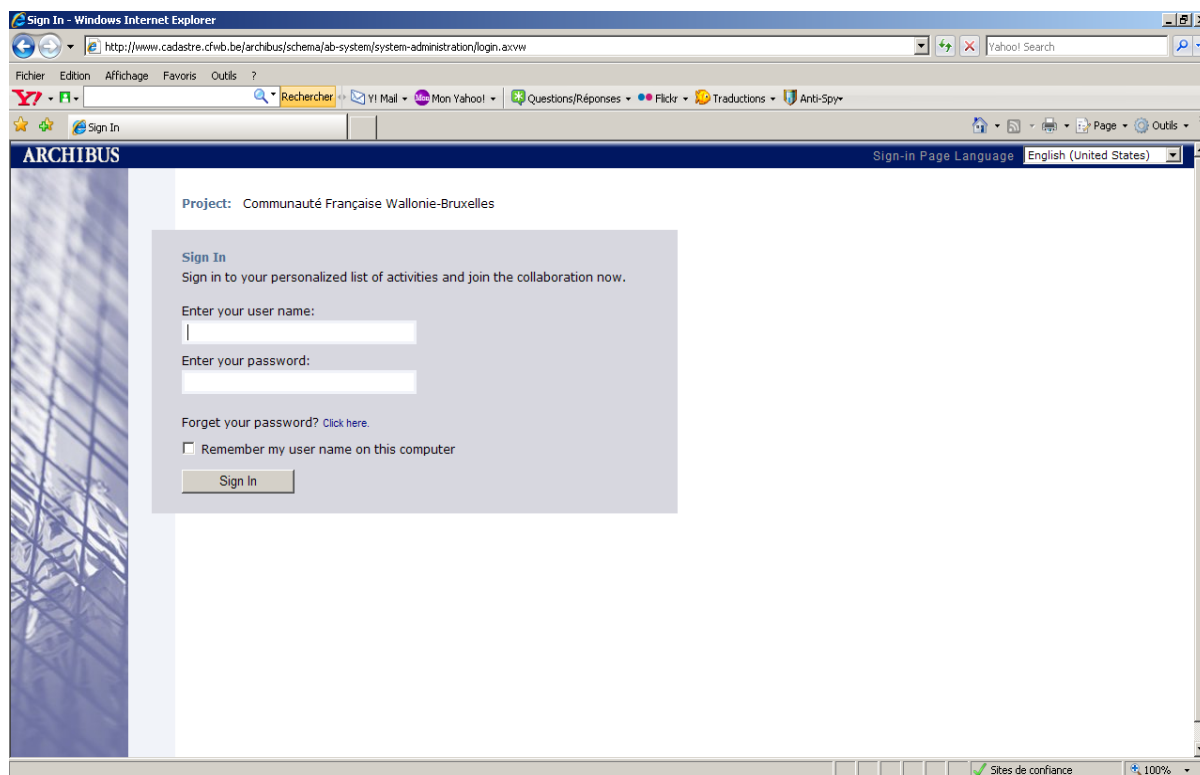 Sign In - Windows Internet Explorer
http://www.cadastre.cfwb.be/archibus/schema/ab-system/system-administration/login.axvw
Yahoo! Search
Fichier Edition Affichage Favoris Outils ?
Y! Rechercher Y! Mail Mon Mon Yahoo! Questions/Réponses Flickr Traductions Anti-Spy
Sign In Page Outils
ARCHIBUS Sign-in Page Language English (United States)
Project: Communauté Française Wallonie-Bruxelles
Sign In
Sign in to your personalized list of activities and join the collaboration now.
Enter your user name:
Enter your password:
Forget your password? Click here.
Remember my user name on this computer
Sign In
Sites de confiance 100%